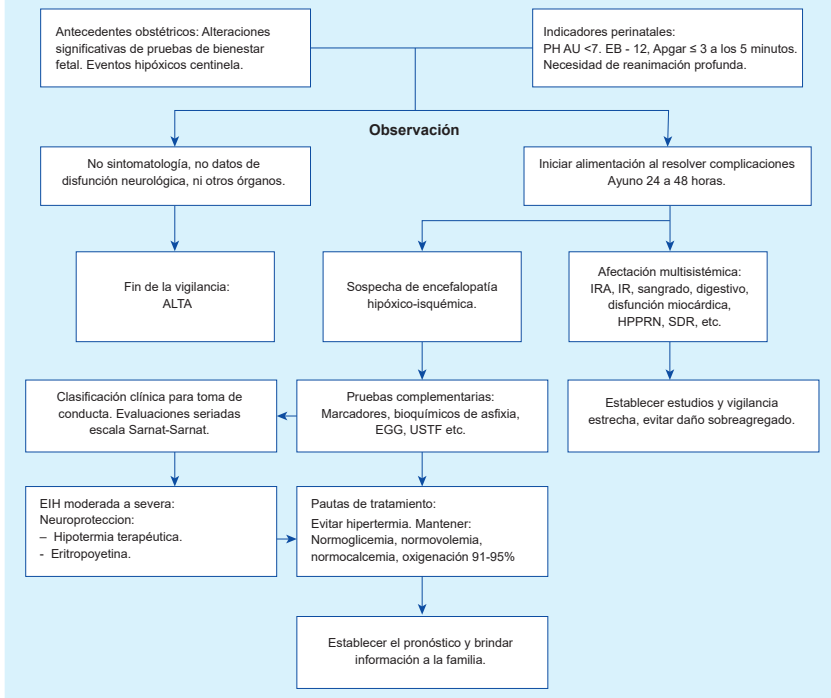 Antecedentes obstétricos: Alteraciones
significativas de pruebas de bienestar
fetal. Eventos hipóxicos centinela.
Indicadores perinatales:
PH AU <7. EB - 12, Apgar ≤ 3 a los 5 minutos.
Necesidad de reanimación profunda.
Observación
No sintomatología, no datos de
disfunción neurológica, ni otros órganos.
Iniciar alimentación al resolver complicaciones
Ayuno 24 a 48 horas.
Fin de la vigilancia:
ALTA
Sospecha de encefalopatía
hipóxico-isquémica.
Afectación multisistémica:
IRA, IR, sangrado, digestivo,
disfunción miocárdica,
HPPRN, SDR, etc.
Clasificación clínica para toma de
conducta. Evaluaciones seriadas
escala Sarnat-Sarnat.
Pruebas complementarias:
Marcadores, bioquímicos de asfixia,
EGG, USTF etc.
Establecer estudios y vigilancia
estrecha, evitar daño sobreagregado.
EIH moderada a severa:
Neuroproteccion:
– Hipotermia terapéutica.
- Eritropoyetina.
Pautas de tratamiento:
Evitar hipertermia. Mantener:
Normoglicemia, normovolemia,
normocalcemia, oxigenación 91-95%
Establecer el pronóstico y brindar
información a la familia.